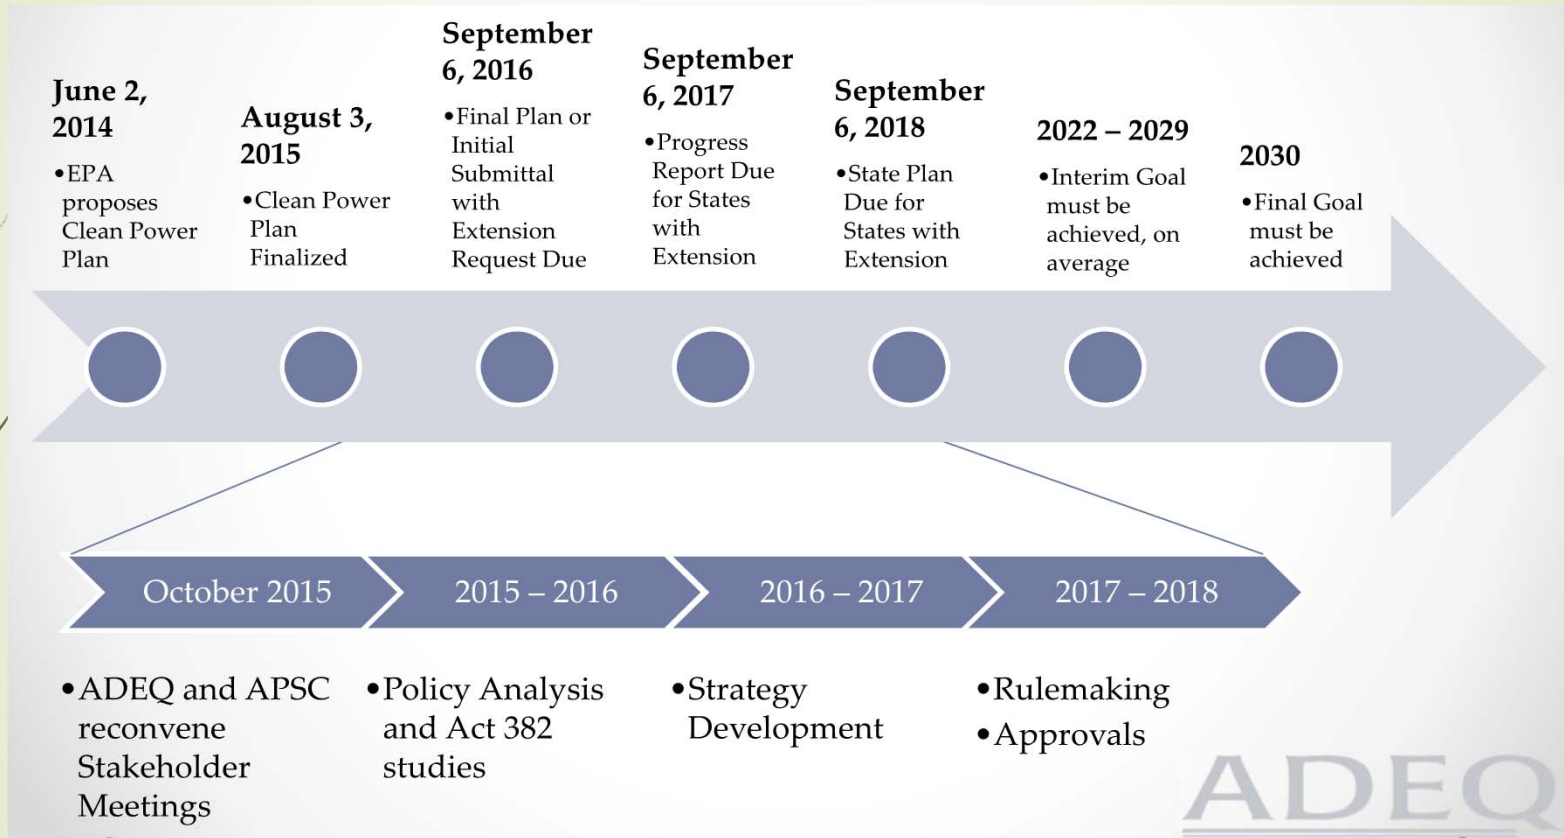 June 2,
2014
•EPA
proposes
Clean Power
Plan
August 3,
2015
•Clean Power
Plan
Finalized
September
6, 2016
•Final Plan or
Initial
Submittal
with
Extension
Request Due
September
6, 2017
•Progress
Report Due
for States
with
Extension
September
6, 2018
•State Plan
Due for
States with
Extension
2022 – 2029
•Interim Goal
must be
achieved, on
average
2030
•Final Goal
must be
achieved
October 2015
2015 – 2016
2016 – 2017
2017 – 2018
•ADEQ and APSC
reconvene
Stakeholder
Meetings
•Policy Analysis
and Act 382
studies
•Strategy
Development
•Rulemaking
•Approvals
ADEQ